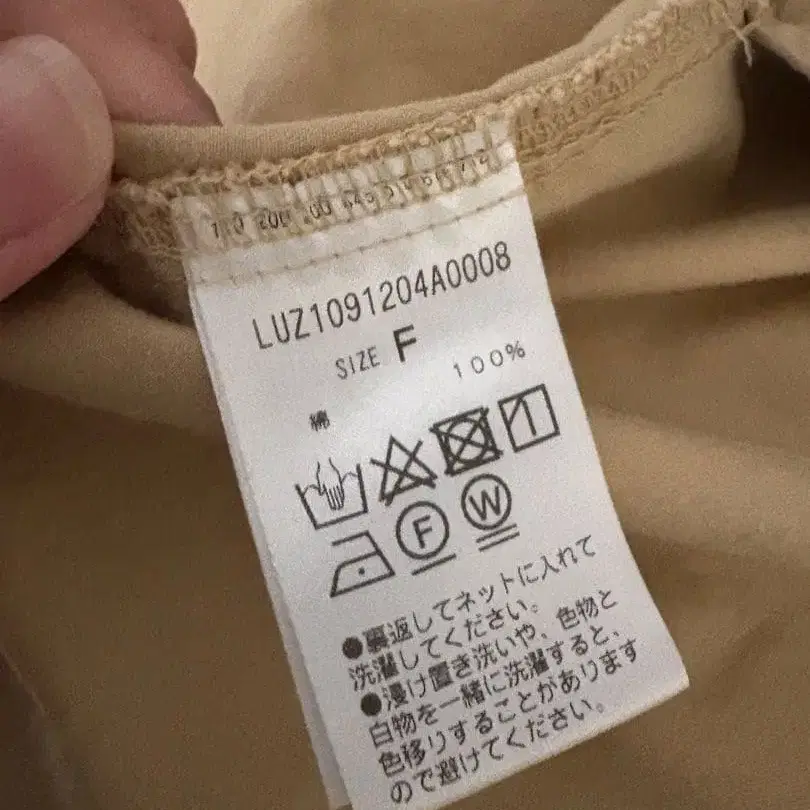 LUZ1091204A0008
SIZE F
綿 100%
F W
●裏返してネットに入れて
洗濯してください。
●浸け置き洗いや、色物と
白物を一緒に洗濯すると、
色移りすることがあります
ので避けてください。